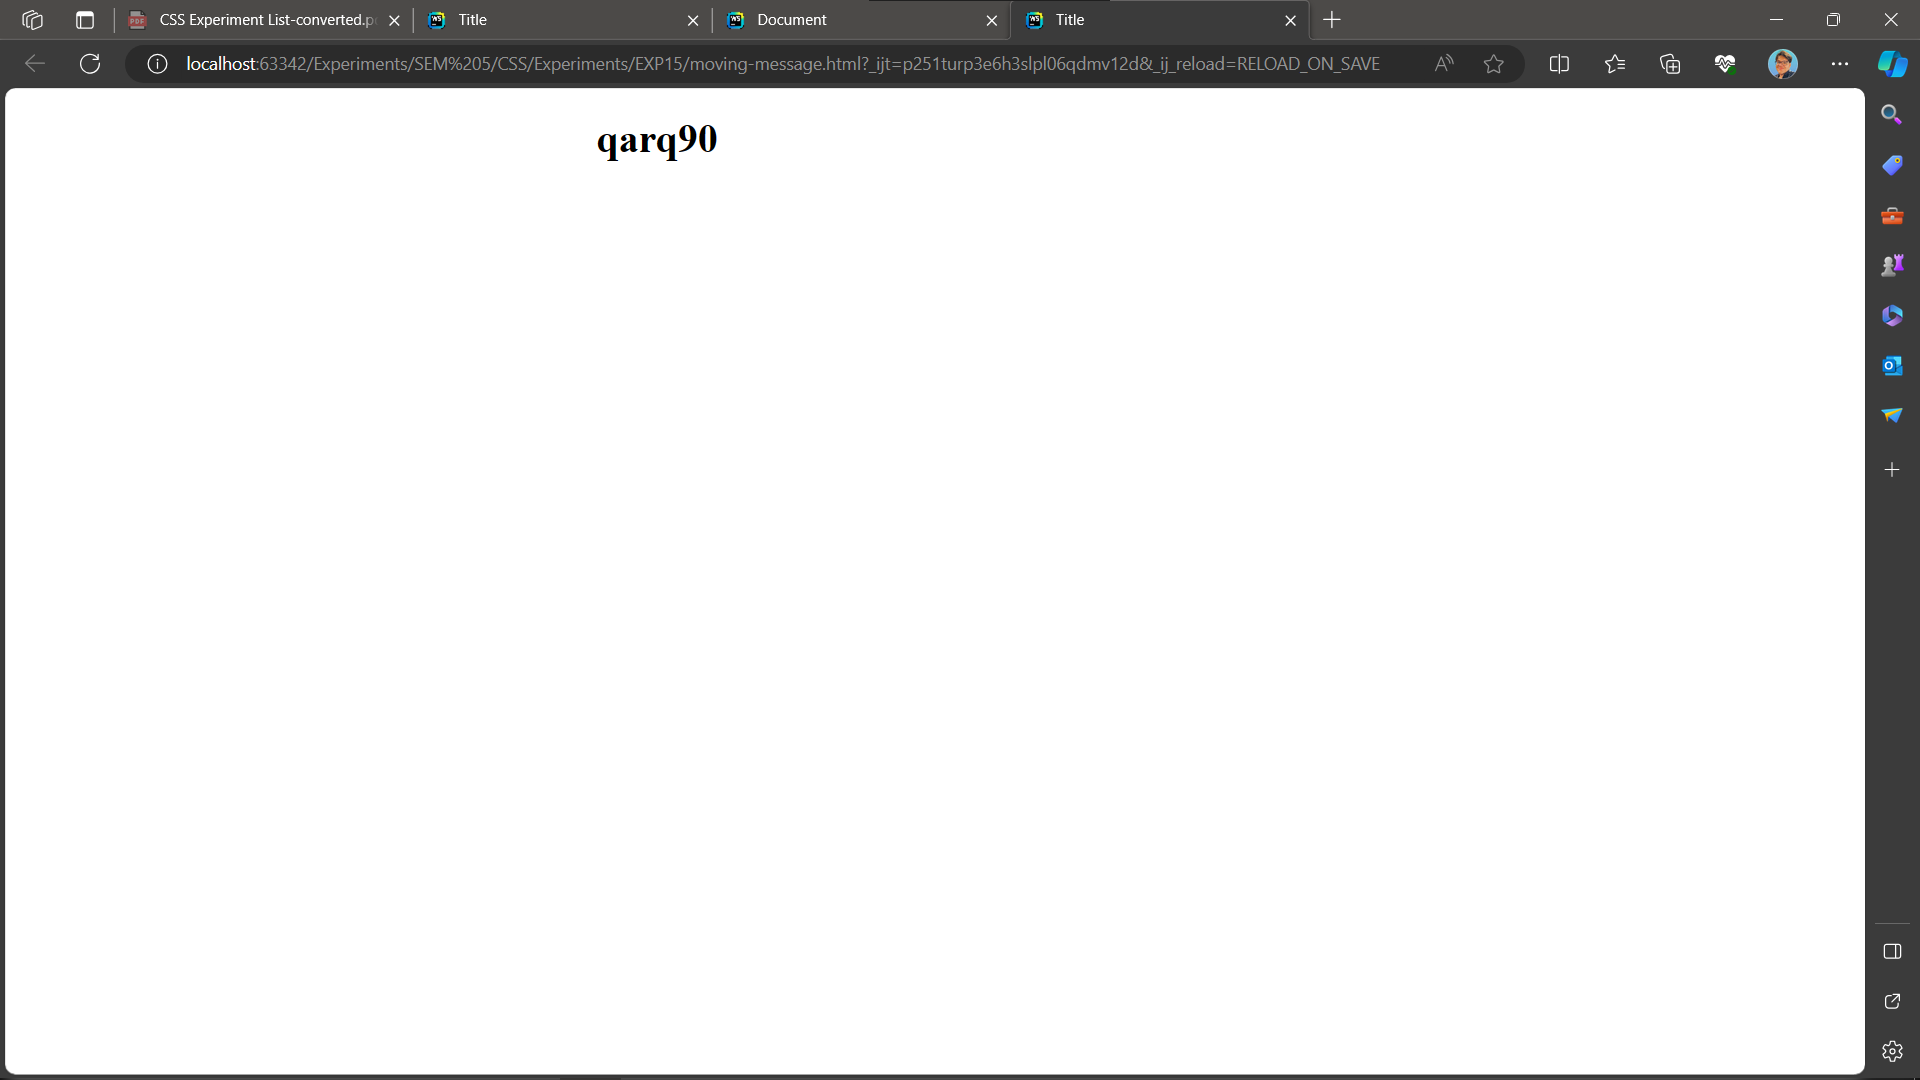 CSS Experiment List-converted.p
Title
Document
Title
localhost:63342/Experiments/SEM%205/CSS/Experiments/EXP15/moving-message.html?_ijt=p251turp3e6h3slpl06qdmv12d&_ij_reload=RELOAD_ON_SAVE
qarq90